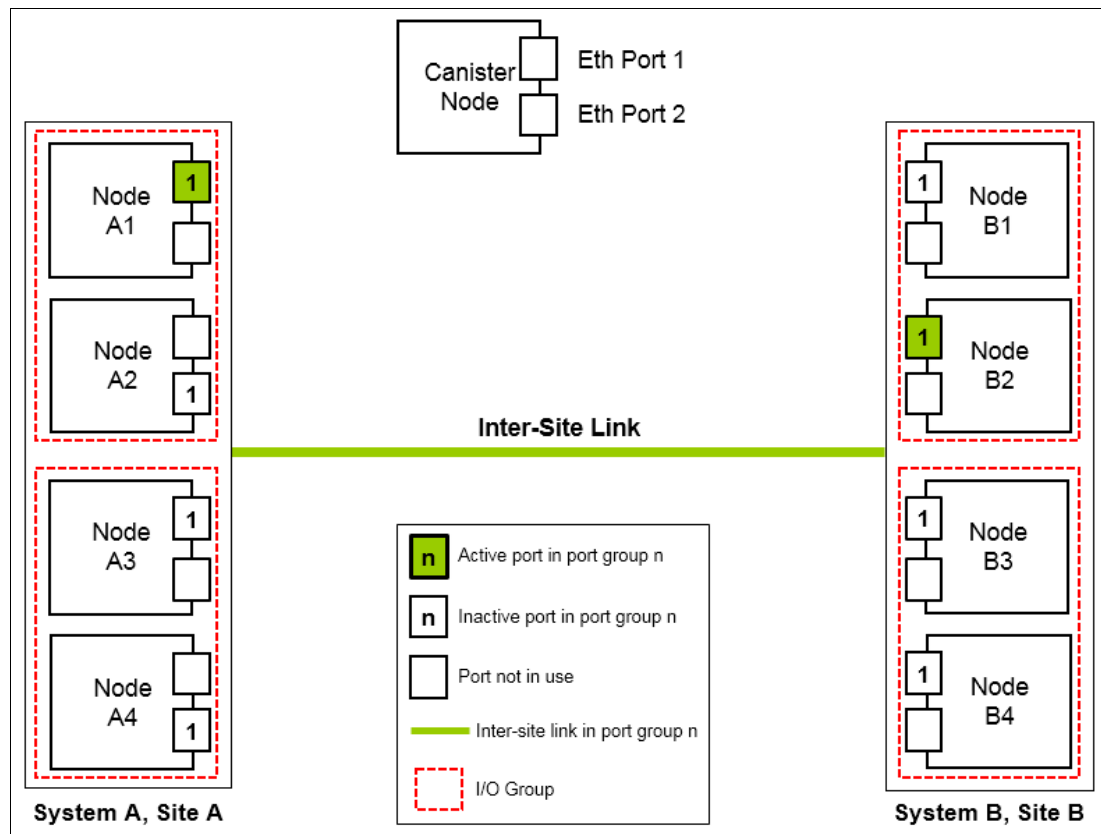 Canister
Node
Eth Port 1
Eth Port 2
Node
A1
1
Node
A2
1
Node
A3
1
Node
A4
1
System A, Site A
Inter-Site Link
n
Active port in port group n
n
Inactive port in port group n
Port not in use
Inter-site link in port group n
I/O Group
1
Node
B1
1
Node
B2
1
Node
B3
1
Node
B4
System B, Site B